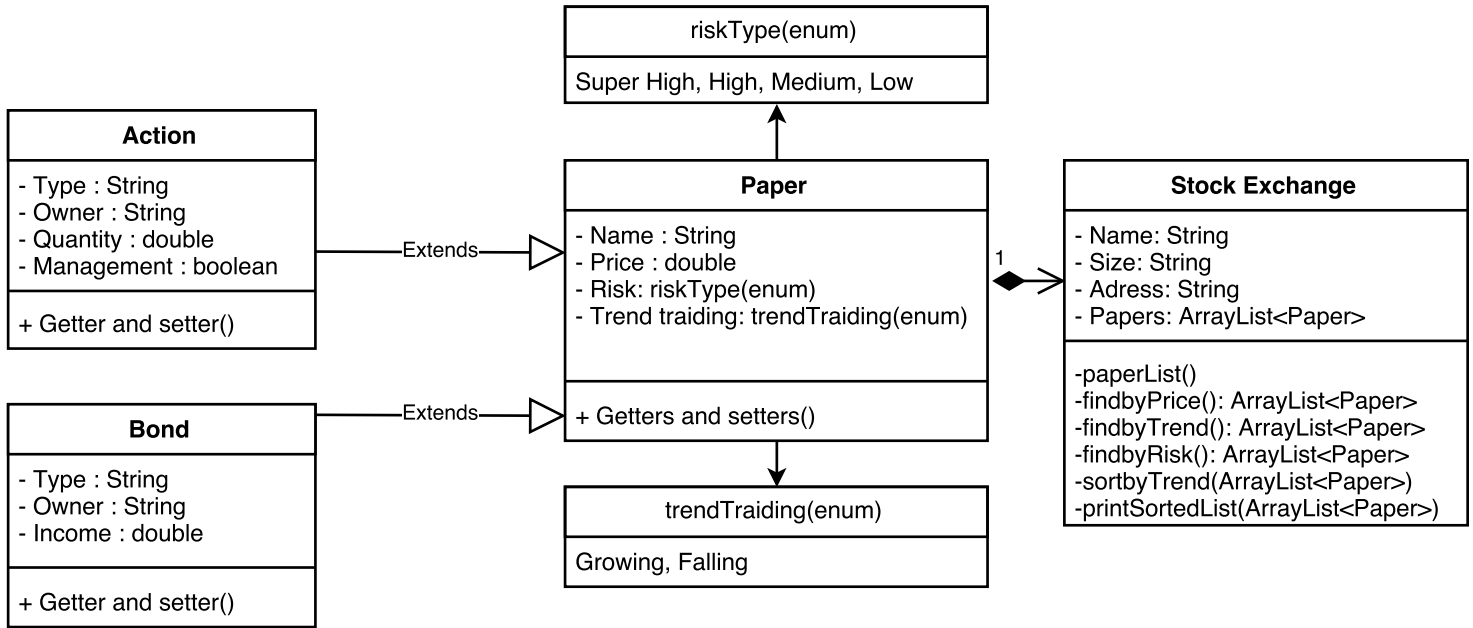 riskType(enum)
Super High, High, Medium, Low
Action
- Type : String
- Owner : String
- Quantity : double
- Management : boolean
+ Getter and setter()
Extends
Bond
- Type : String
- Owner : String
- Income : double
+ Getter and setter()
Extends
Paper
- Name : String
- Price : double
- Risk: riskType(enum)
- Trend traiding: trendTraiding(enum)
+ Getters and setters()
trendTraiding(enum)
Growing, Falling
1
Stock Exchange
- Name: String
- Size: String
- Adress: String
- Papers: ArrayList<Paper>
-paperList()
-findbyPrice(): ArrayList<Paper>
-findbyTrend(): ArrayList<Paper>
-findbyRisk(): ArrayList<Paper>
-sortbyTrend(ArrayList<Paper>)
-printSortedList(ArrayList<Paper>)